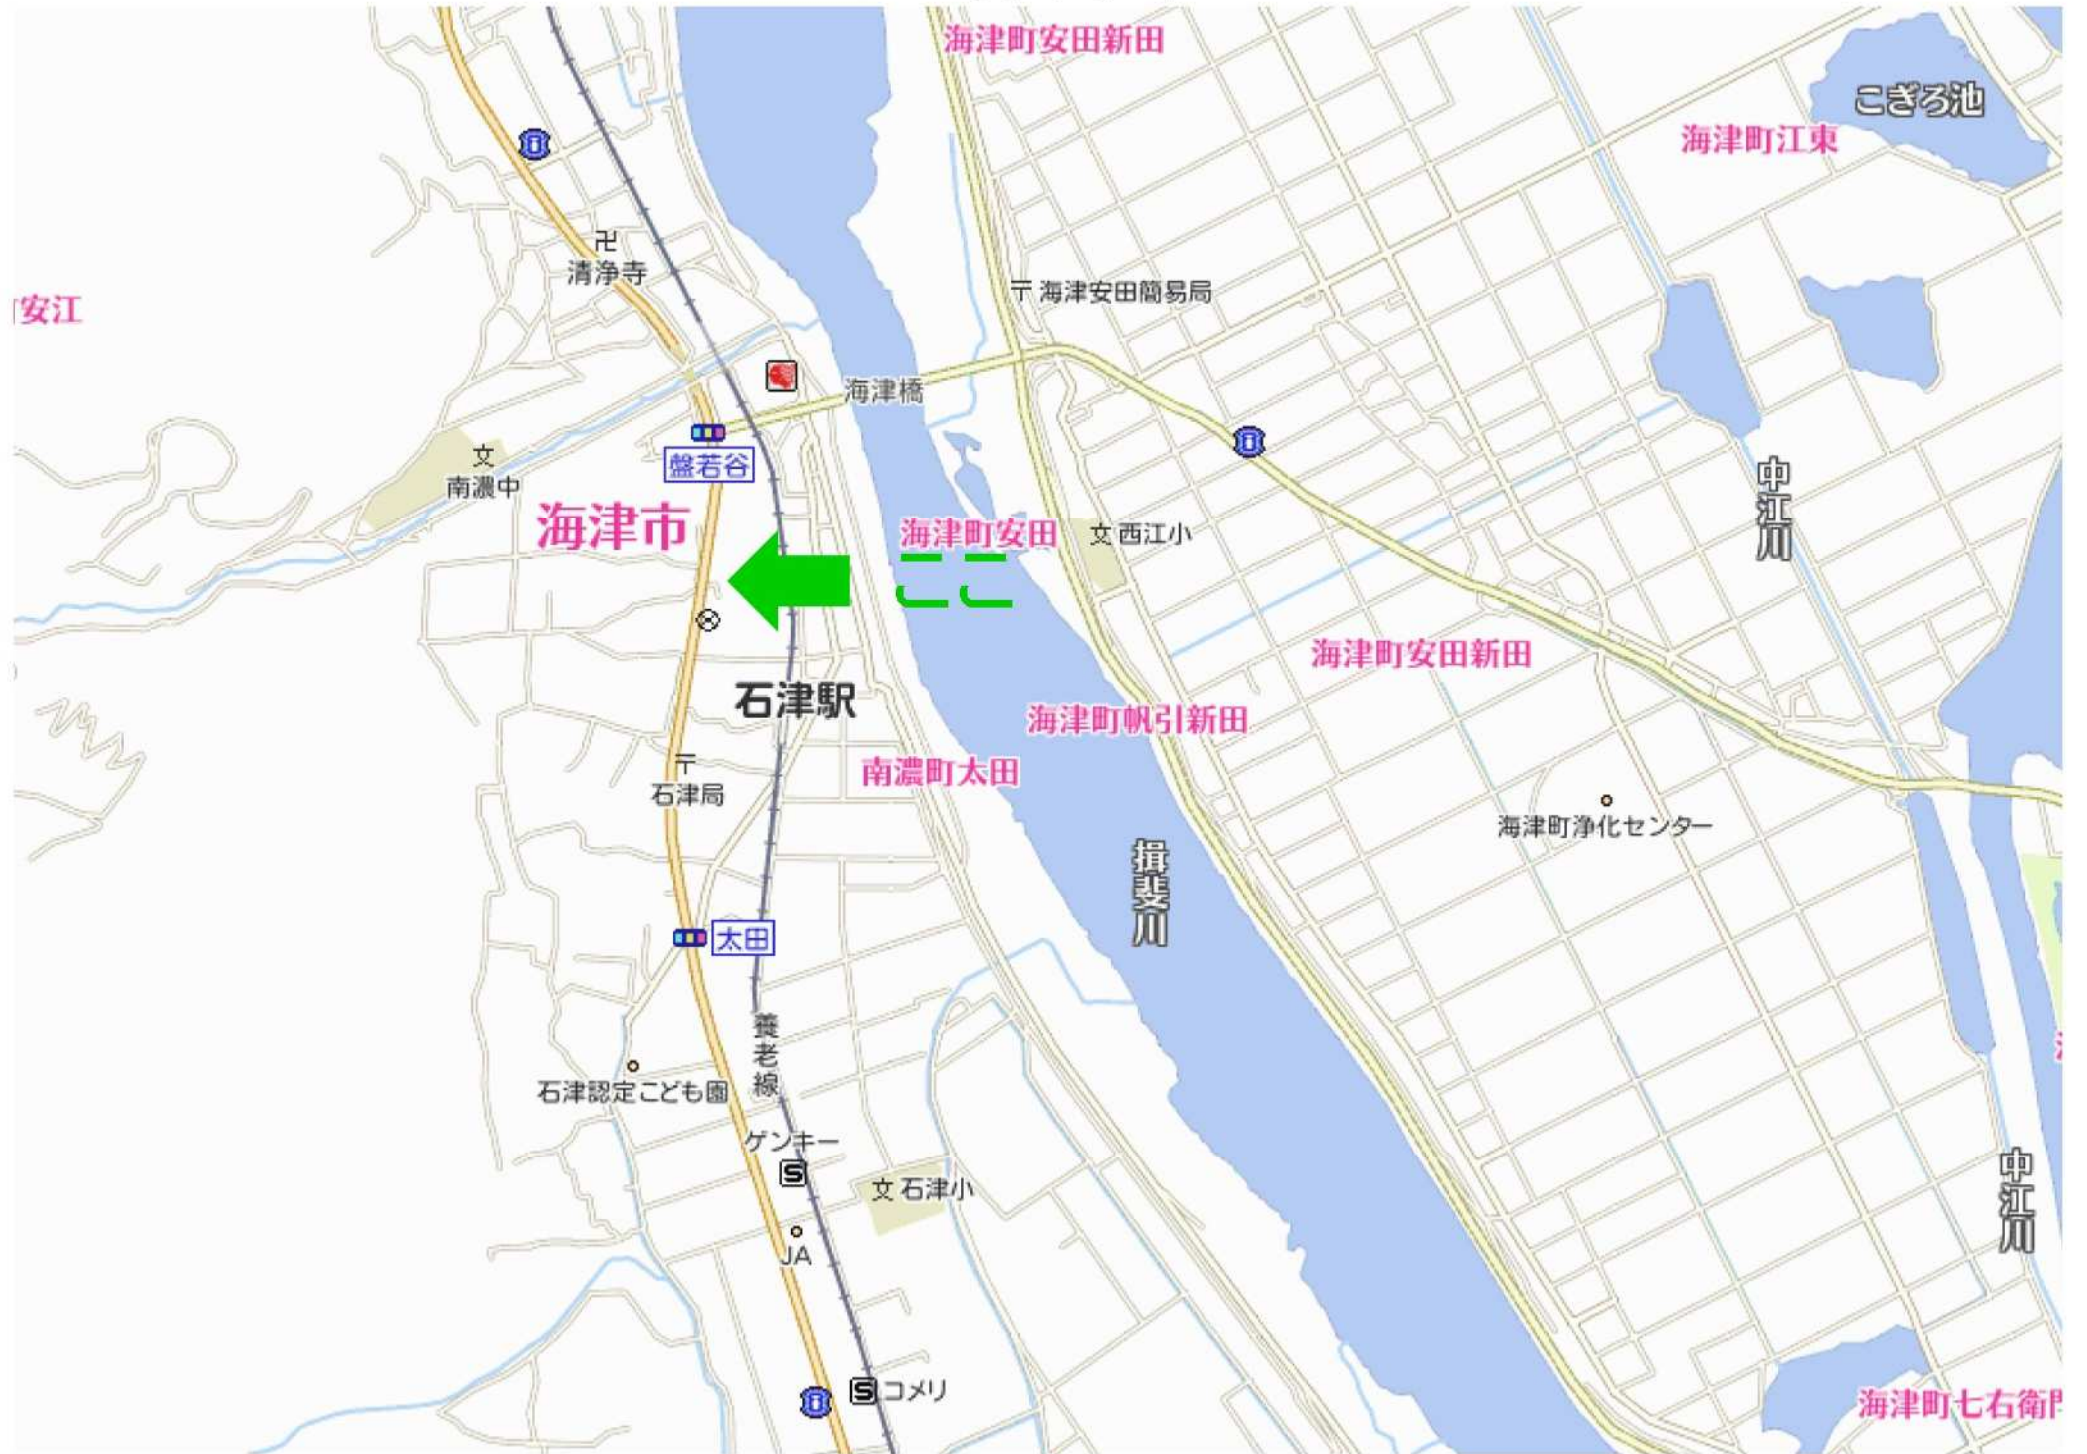 海津町安田新田
こぎろ池
海津町江東
清浄寺
安江
〒海津安田簡易局
海津橋
盤若谷
文
南濃中
海津市
海津町安田
ここ
文 西江小
中江川
海津町安田新田
石津駅
海津町帆引新田
南濃町太田
〒
石津局
海津町浄化センター
揖斐川
太田
養老線
石津認定こども園
ゲンキー
S
文 石津小
中江川
JA
S コメリ
海津町七右衛門